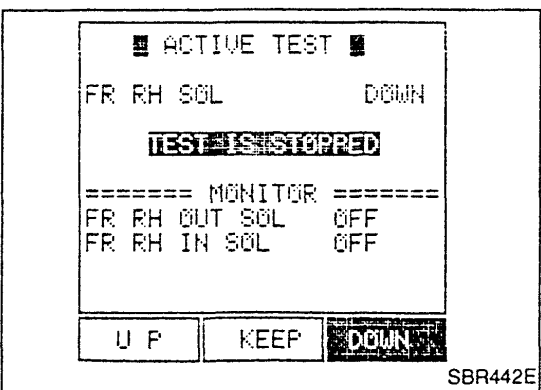 ■ ACTIVE TEST ■
FR RH SOL DOWN
TEST IS STOPPED
======= MONITOR =======
FR RH OUT SOL OFF
FR RH IN SOL OFF
U P KEEP DOWN
SBR442E